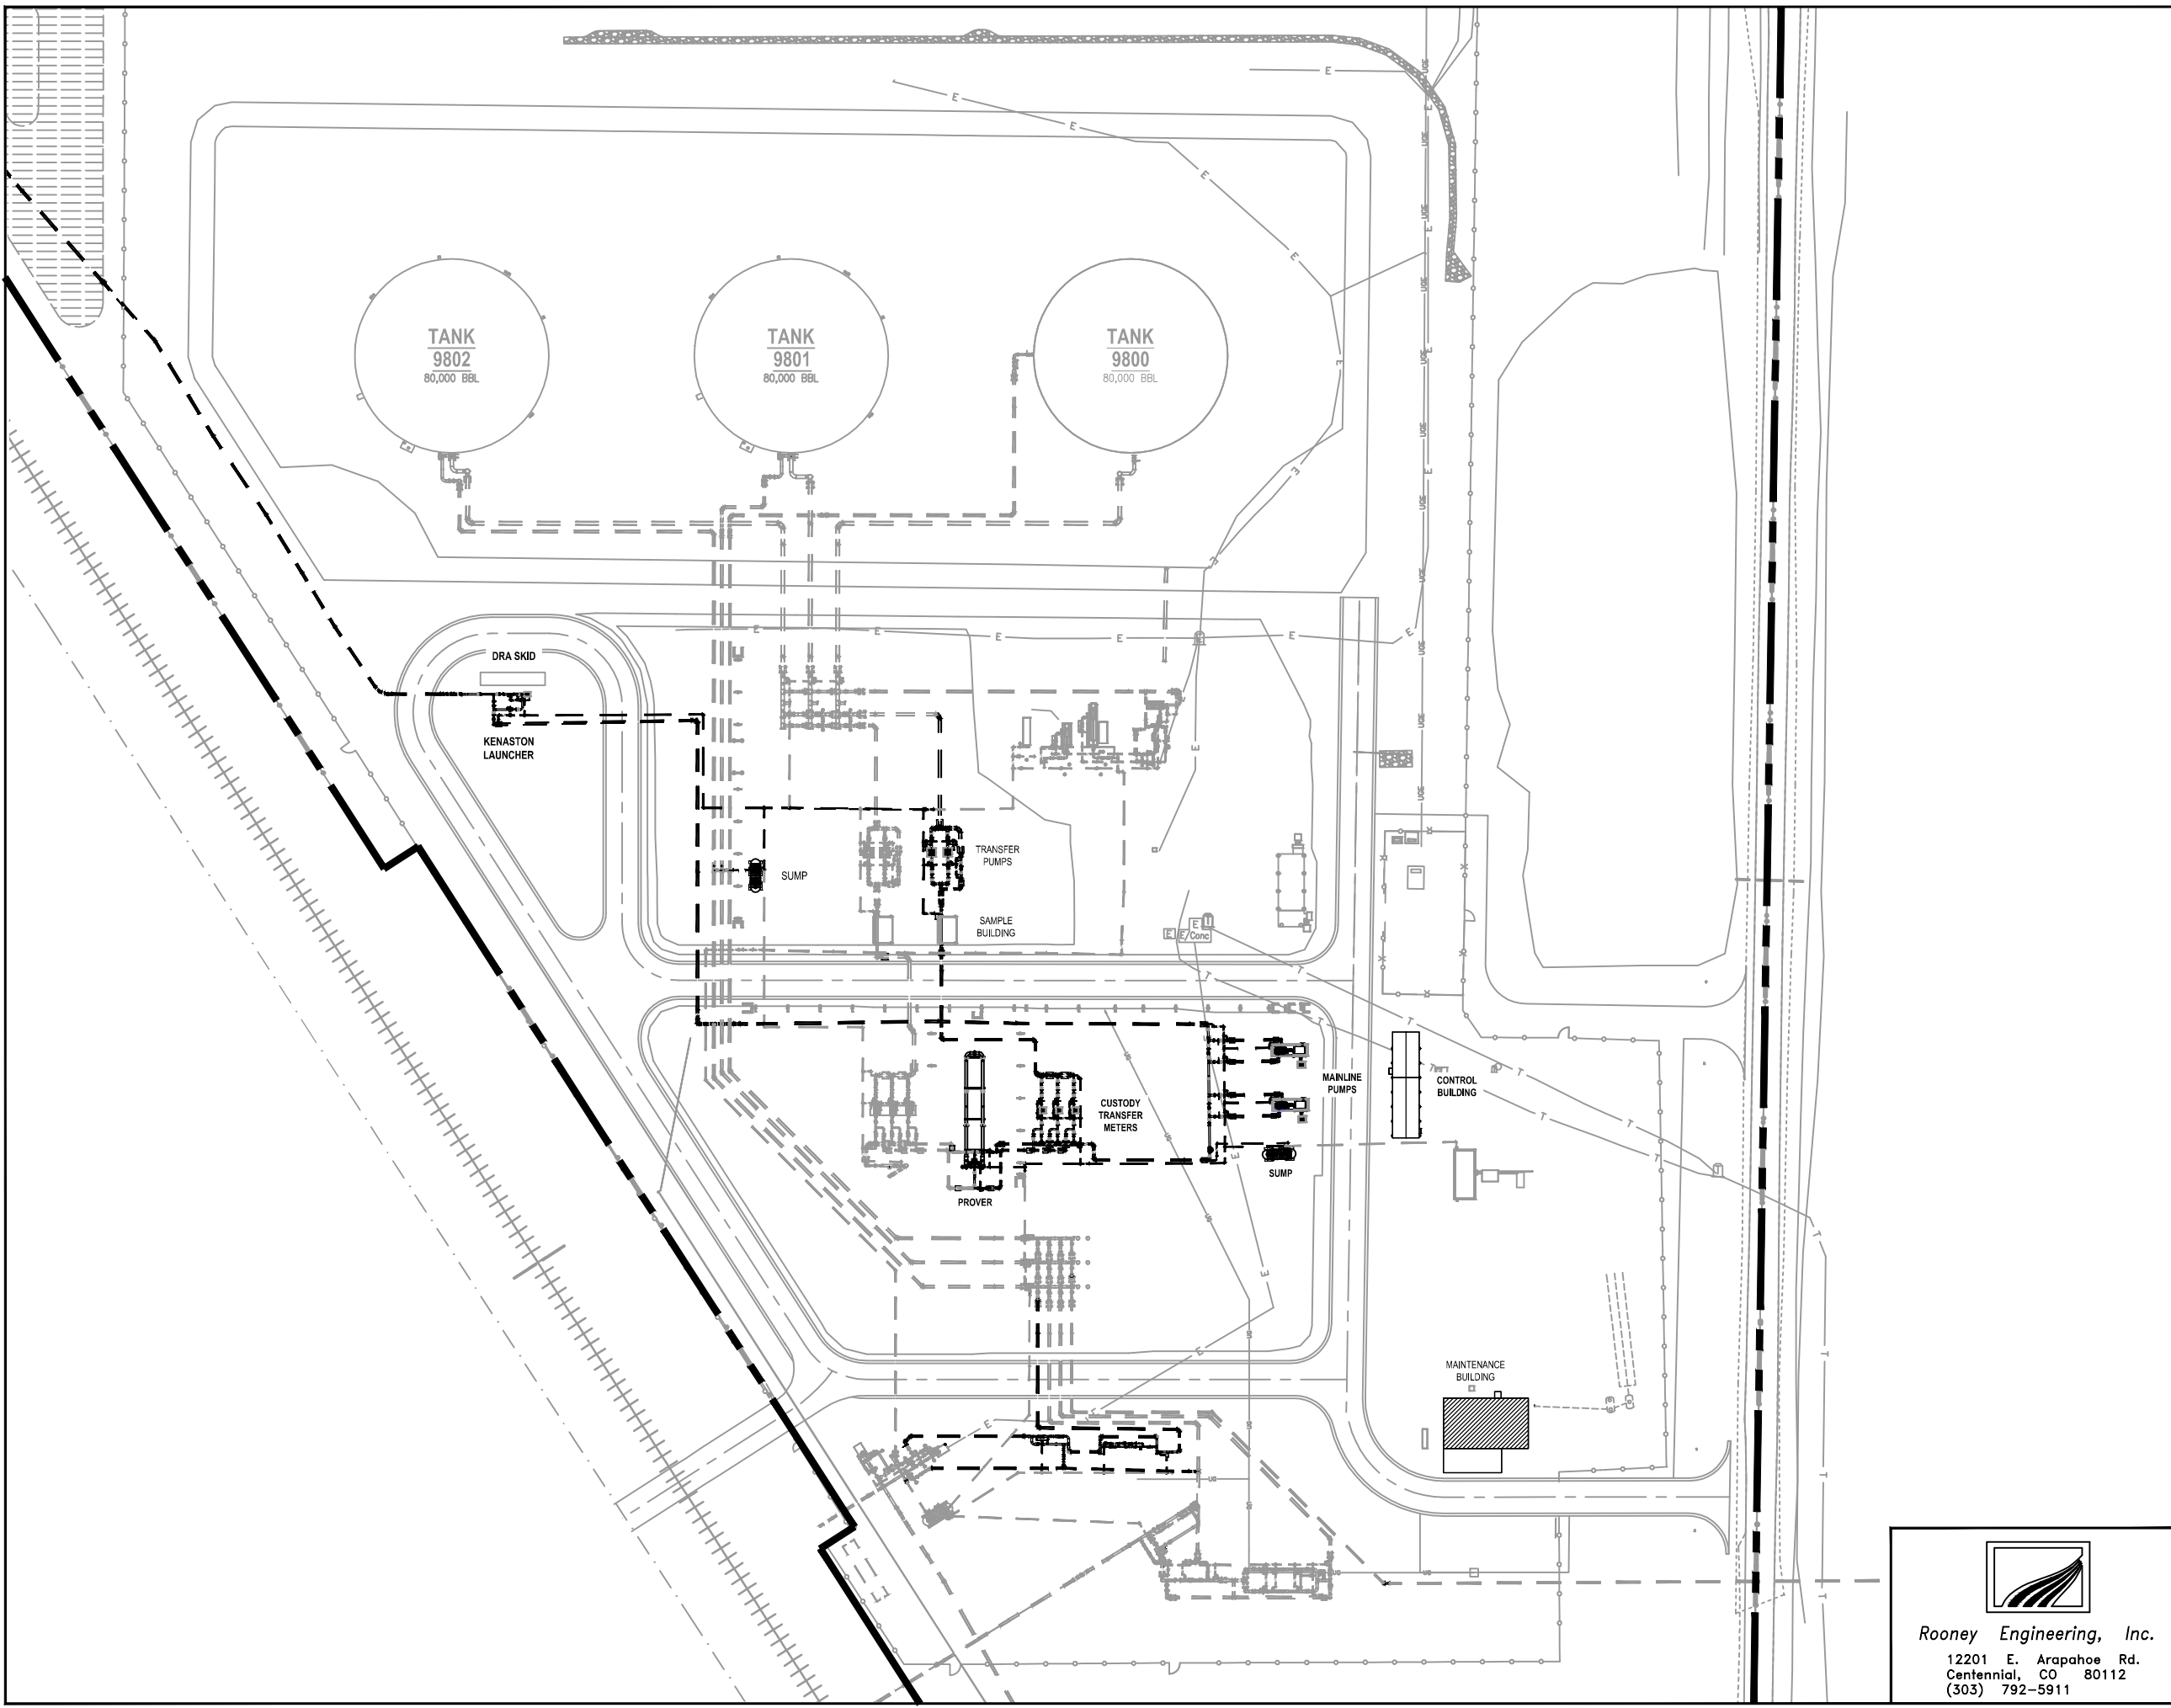 TANK
9802
80,000 BBL
TANK
9801
80,000 BBL
TANK
9800
80,000 BBL
DRA SKID
KENASTON
LAUNCHER
TRANSFER
PUMPS
SUMP
SAMPLE
BUILDING
E
E
E/Conc
MAINLINE
PUMPS
CONTROL
BUILDING
CUSTODY
TRANSFER
METERS
SUMP
PROVER
MAINTENANCE
BUILDING
Rooney Engineering, Inc.
12201 E. Arapahoe Rd.
Centennial, CO 80112
(303) 792-5911